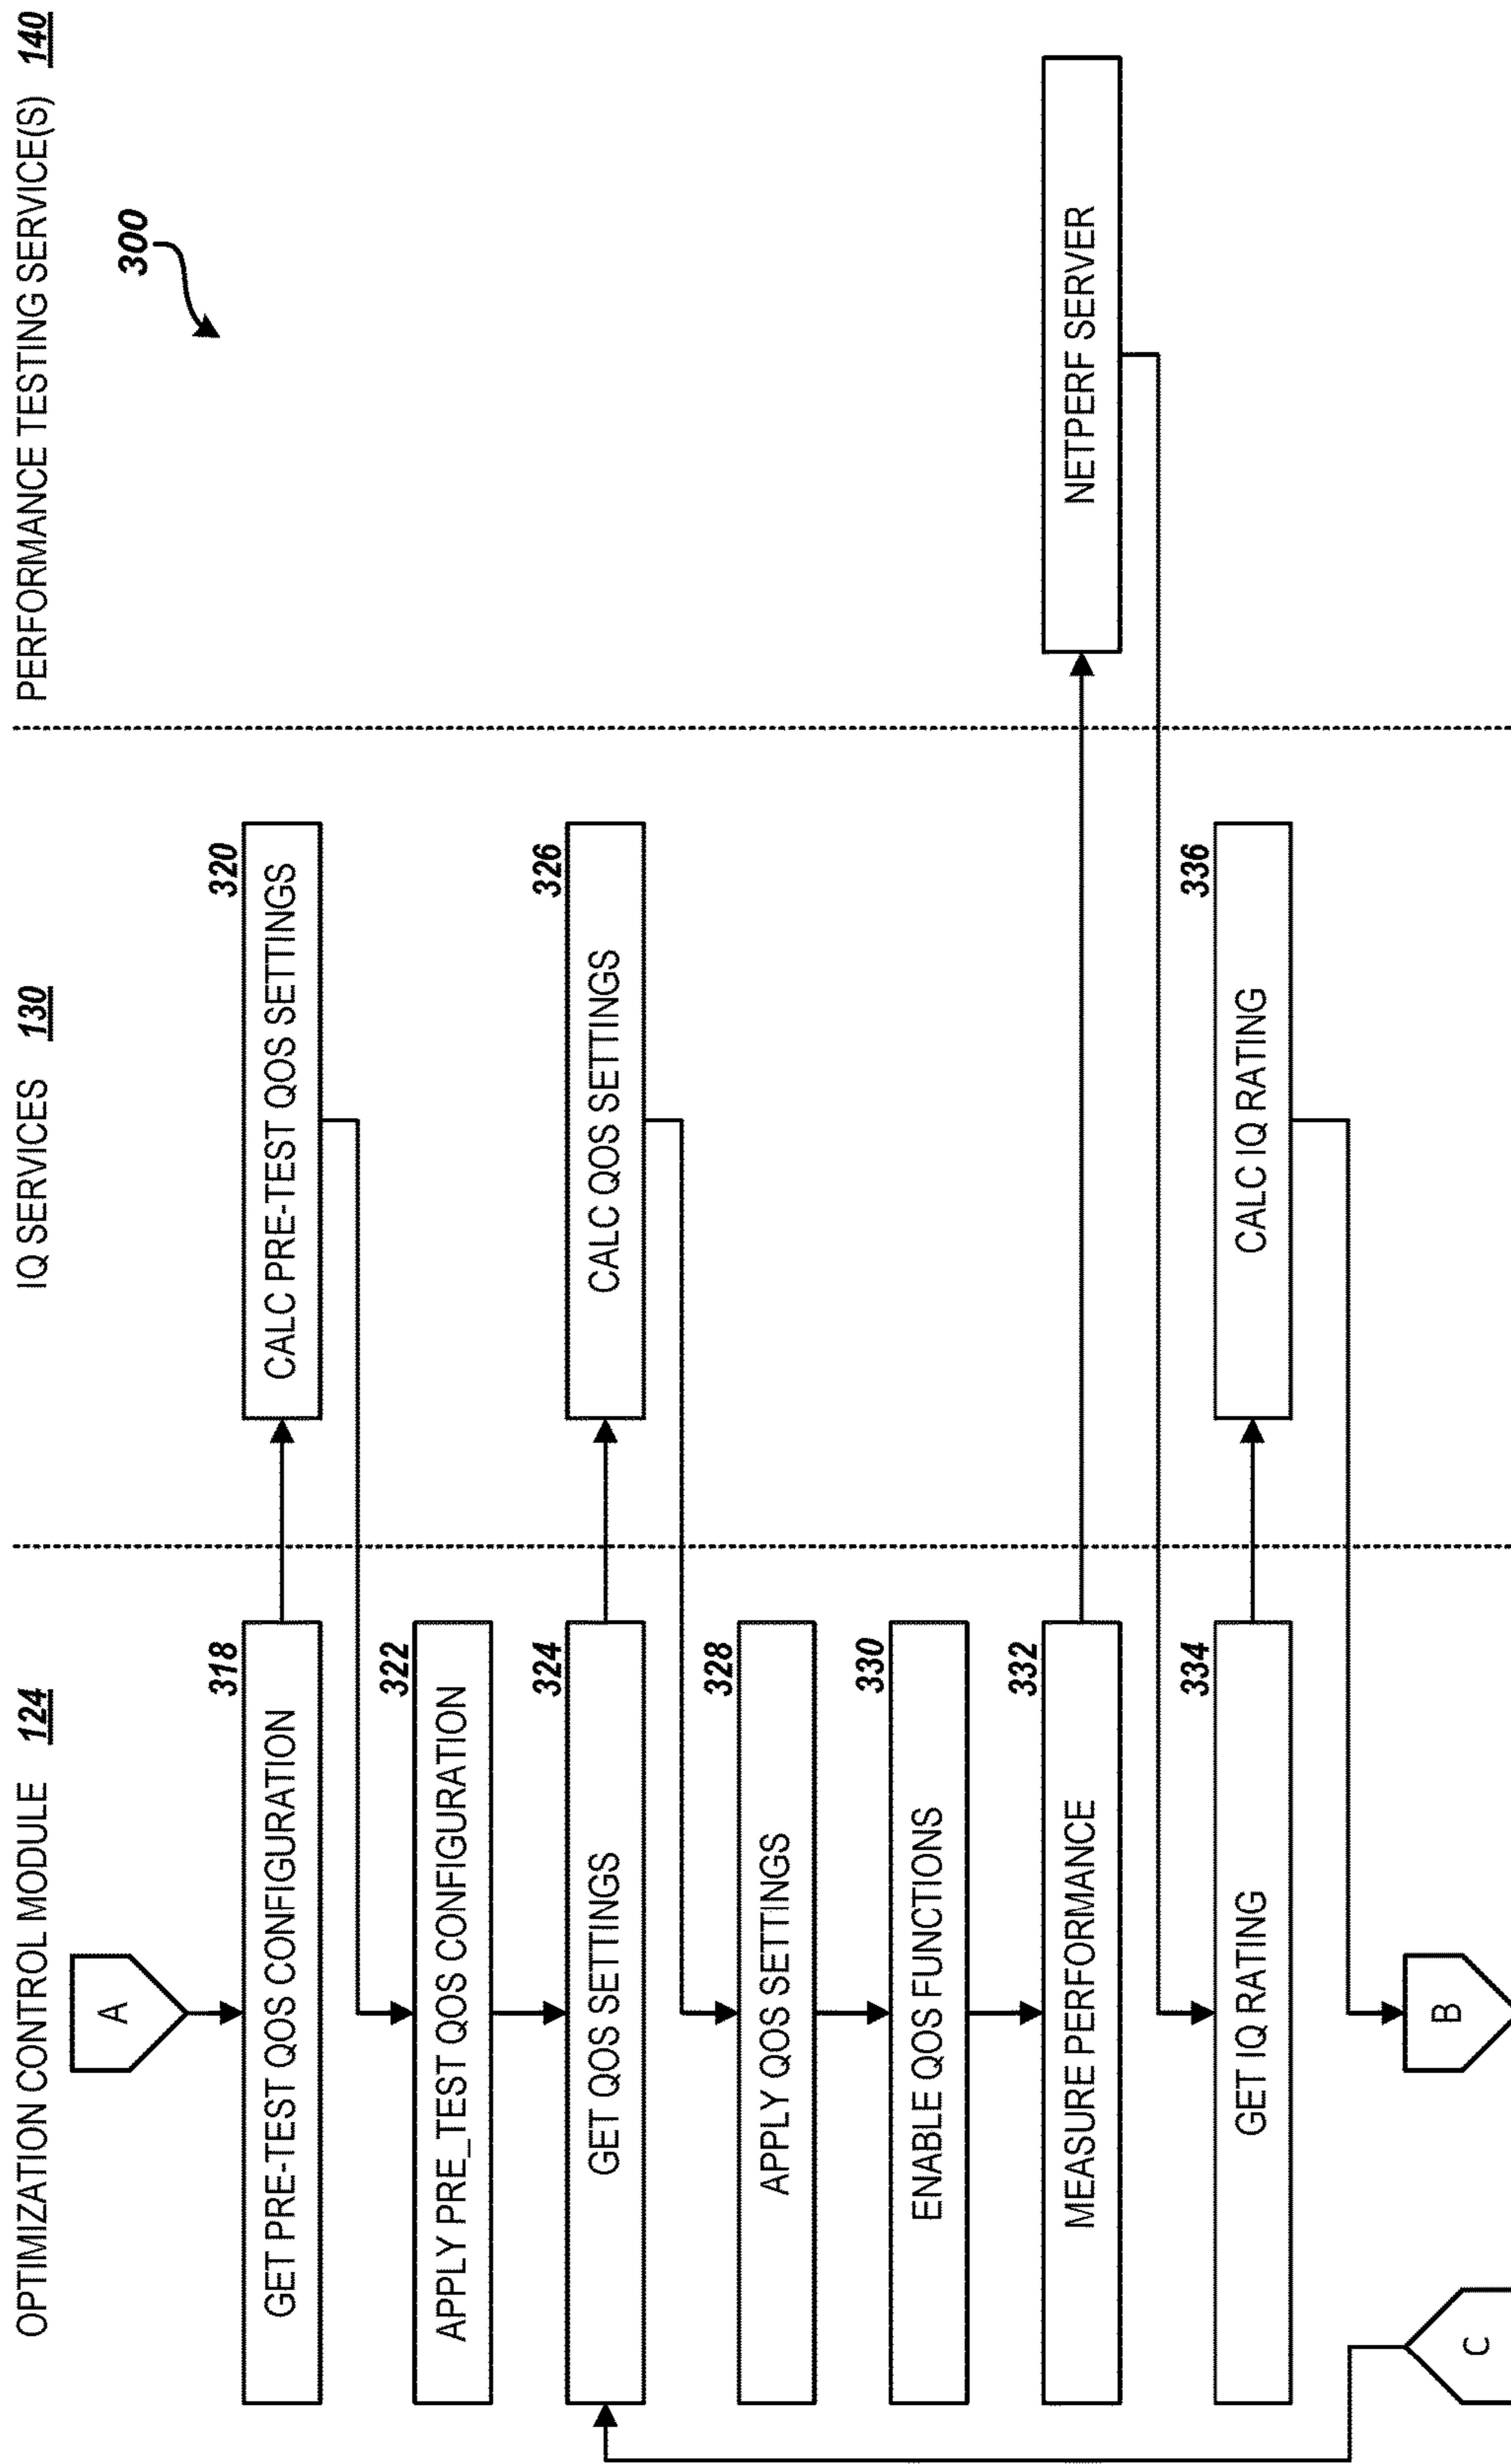 OPTIMIZATION CONTROL MODULE 124
IQ SERVICES 130
PERFORMANCE TESTING SERVICE(S) 140
300
A
318
GET PRE-TEST QOS CONFIGURATION
320
CALC PRE-TEST QOS SETTINGS
322
APPLY PRE_TEST QOS CONFIGURATION
324
GET QOS SETTINGS
326
CALC QOS SETTINGS
328
APPLY QOS SETTINGS
330
ENABLE QOS FUNCTIONS
332
MEASURE PERFORMANCE
NETPERF SERVER
334
GET IQ RATING
336
CALC IQ RATING
C
B